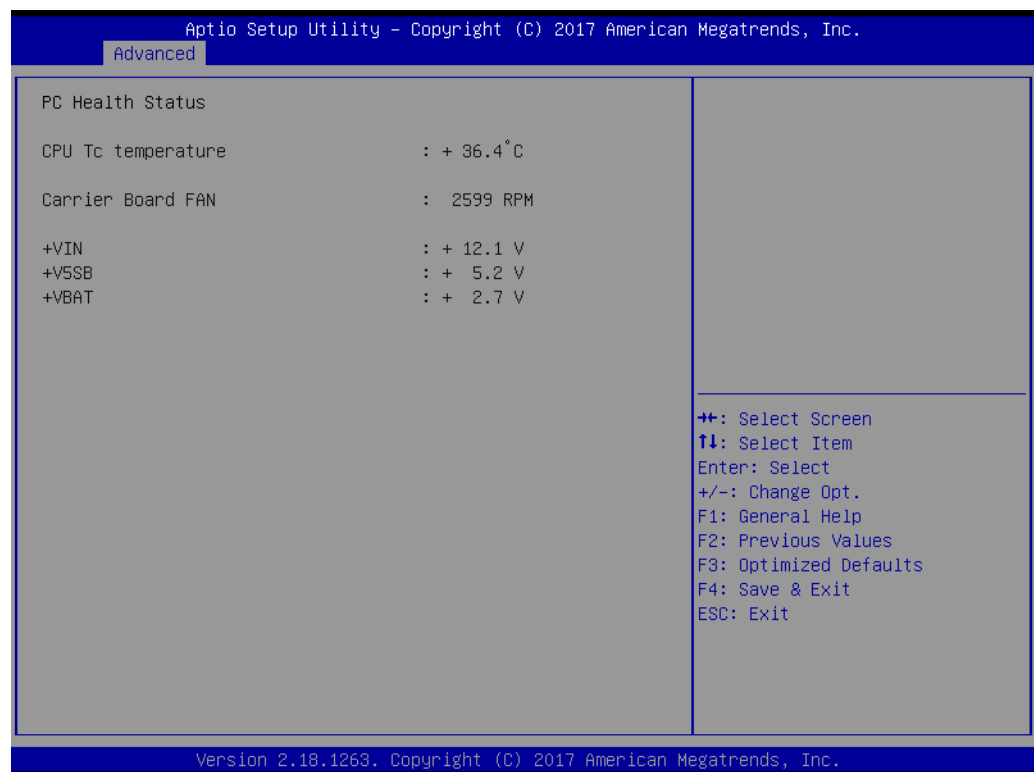 Aptio Setup Utility – Copyright (C) 2017 American Megatrends, Inc.
Advanced
PC Health Status
CPU Tc temperature : + 36.4°C
Carrier Board FAN : 2599 RPM
+VIN : + 12.1 V
+V5SB : + 5.2 V
+VBAT : + 2.7 V
→←: Select Screen
↑↓: Select Item
Enter: Select
+/-: Change Opt.
F1: General Help
F2: Previous Values
F3: Optimized Defaults
F4: Save & Exit
ESC: Exit
Version 2.18.1263. Copyright (C) 2017 American Megatrends, Inc.